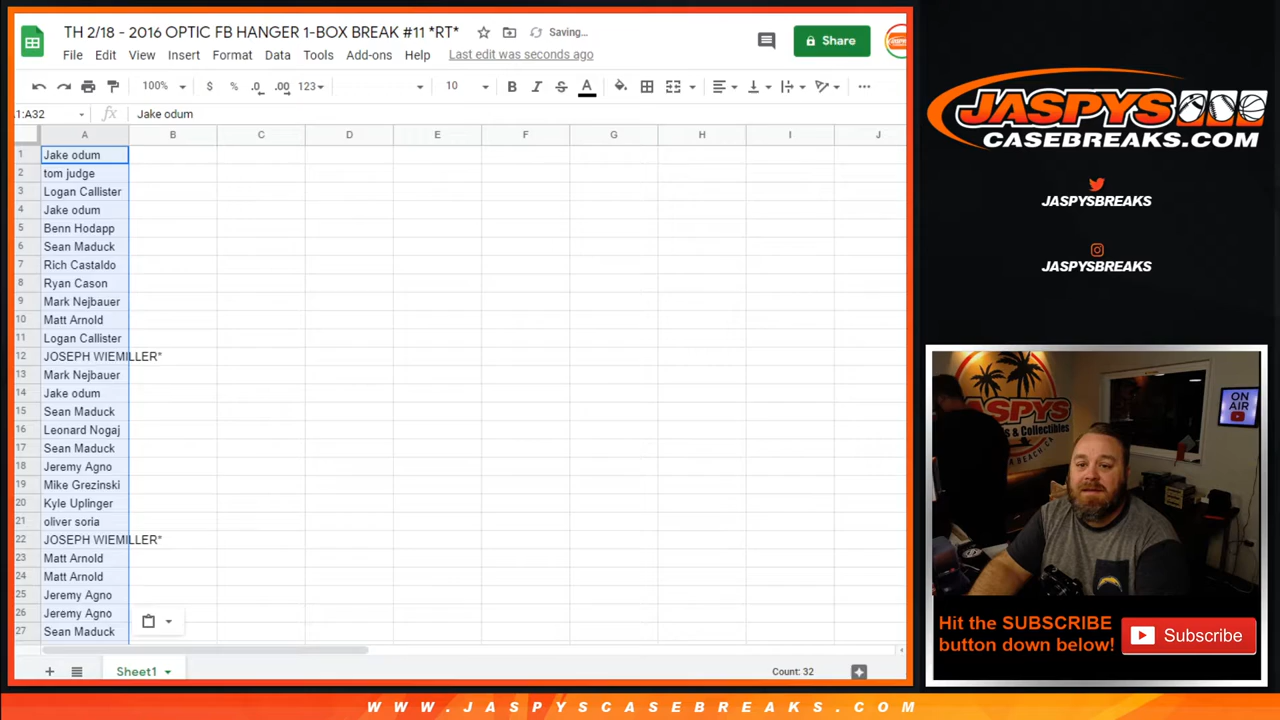 TH 2/18 - 2016 OPTIC FB HANGER 1-BOX BREAK #11 *RT*
Saving...
File Edit View Insert Format Data Tools Add-ons Help Last edit was seconds ago
Share
100% $ % .0 .00 123 10 B I S A
1:A32 fx Jake odum
A B C D E F G H I J
1 Jake odum
2 tom judge
3 Logan Callister
4 Jake odum
5 Benn Hodapp
6 Sean Maduck
7 Rich Castaldo
8 Ryan Cason
9 Mark Nejbauer
10 Matt Arnold
11 Logan Callister
12 JOSEPH WIEMILLER"
13 Mark Nejbauer
14 Jake odum
15 Sean Maduck
16 Leonard Nogaj
17 Sean Maduck
18 Jeremy Agno
19 Mike Grezinski
20 Kyle Uplinger
21 oliver soria
22 JOSEPH WIEMILLER"
23 Matt Arnold
24 Matt Arnold
25 Jeremy Agno
26 Jeremy Agno
27 Sean Maduck
Sheet1
Count: 32
JASPYS
CASEBREAKS.COM
JASPYSBREAKS
JASPYSBREAKS
JASPYS
& Collectibles
ON
AIR
Hit the SUBSCRIBE
button down below!
Subscribe
WWW.JASPYSCASEBREAKS.COM